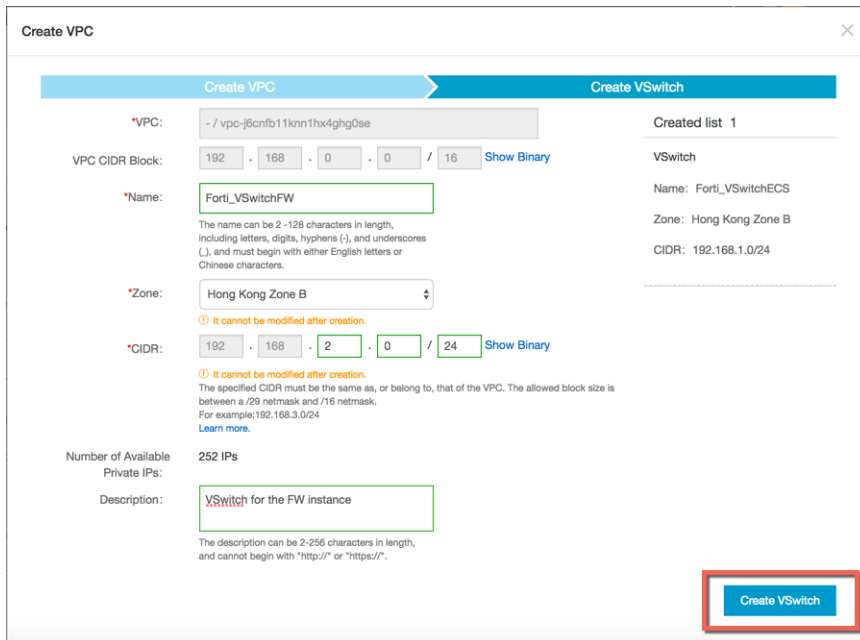 Create VPC
Create VPC
Create VSwitch
*VPC:
- / vpc-j6cnfb11knn1hx4ghg0se
VPC CIDR Block:
192 . 168 . 0 . 0 / 16 Show Binary
*Name:
Forti_VSwitchFW
The name can be 2 -128 characters in length,
including letters, digits, hyphens (-), and underscores
(_), and must begin with either English letters or
Chinese characters.
*Zone:
Hong Kong Zone B
It cannot be modified after creation.
*CIDR:
192 . 168 . 2 . 0 / 24 Show Binary
It cannot be modified after creation.
The specified CIDR must be the same as, or belong to, that of the VPC. The allowed block size is
between a /29 netmask and /16 netmask.
For example:192.168.3.0/24
Learn more.
Number of Available
Private IPs:
252 IPs
Description:
VSwitch for the FW instance
The description can be 2-256 characters in length,
and cannot begin with "http://" or "https://".
Created list 1
VSwitch
Name: Forti_VSwitchECS
Zone: Hong Kong Zone B
CIDR: 192.168.1.0/24
Create VSwitch